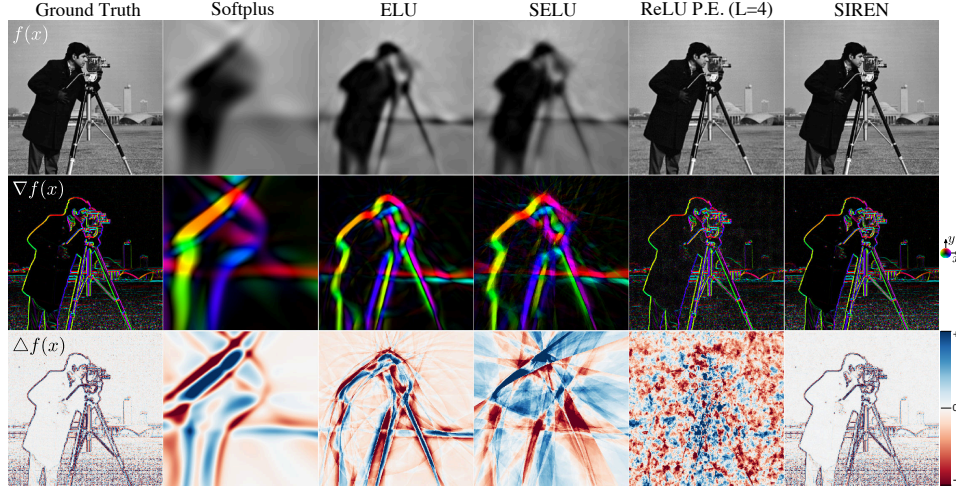 Ground Truth Softplus ELU SELU ReLU P.E. (L=4) SIREN
f(x)
∇f(x)
y
x
△f(x)
+
0
-